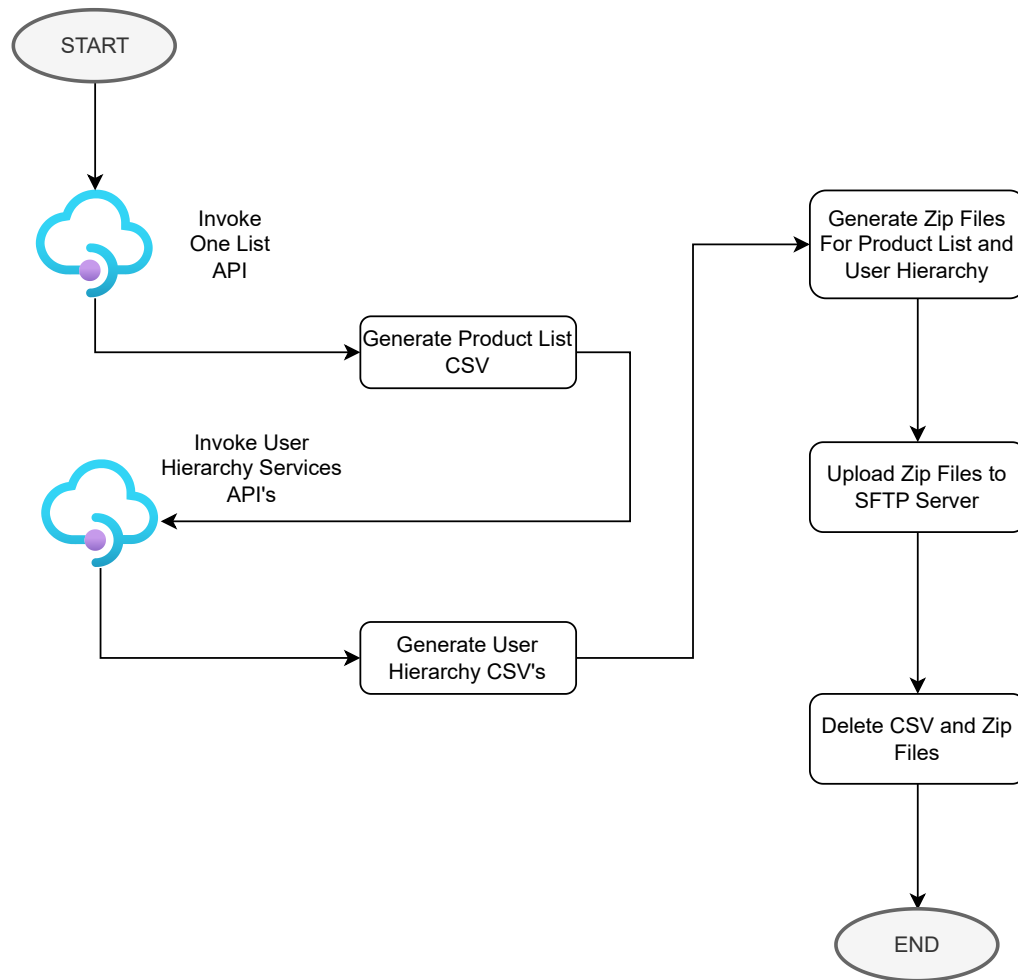 START
Invoke
One List
API
Generate Product List
CSV
Invoke User
Hierarchy Services
API's
Generate User
Hierarchy CSV's
Generate Zip Files
For Product List and
User Hierarchy
Upload Zip Files to
SFTP Server
Delete CSV and Zip
Files
END